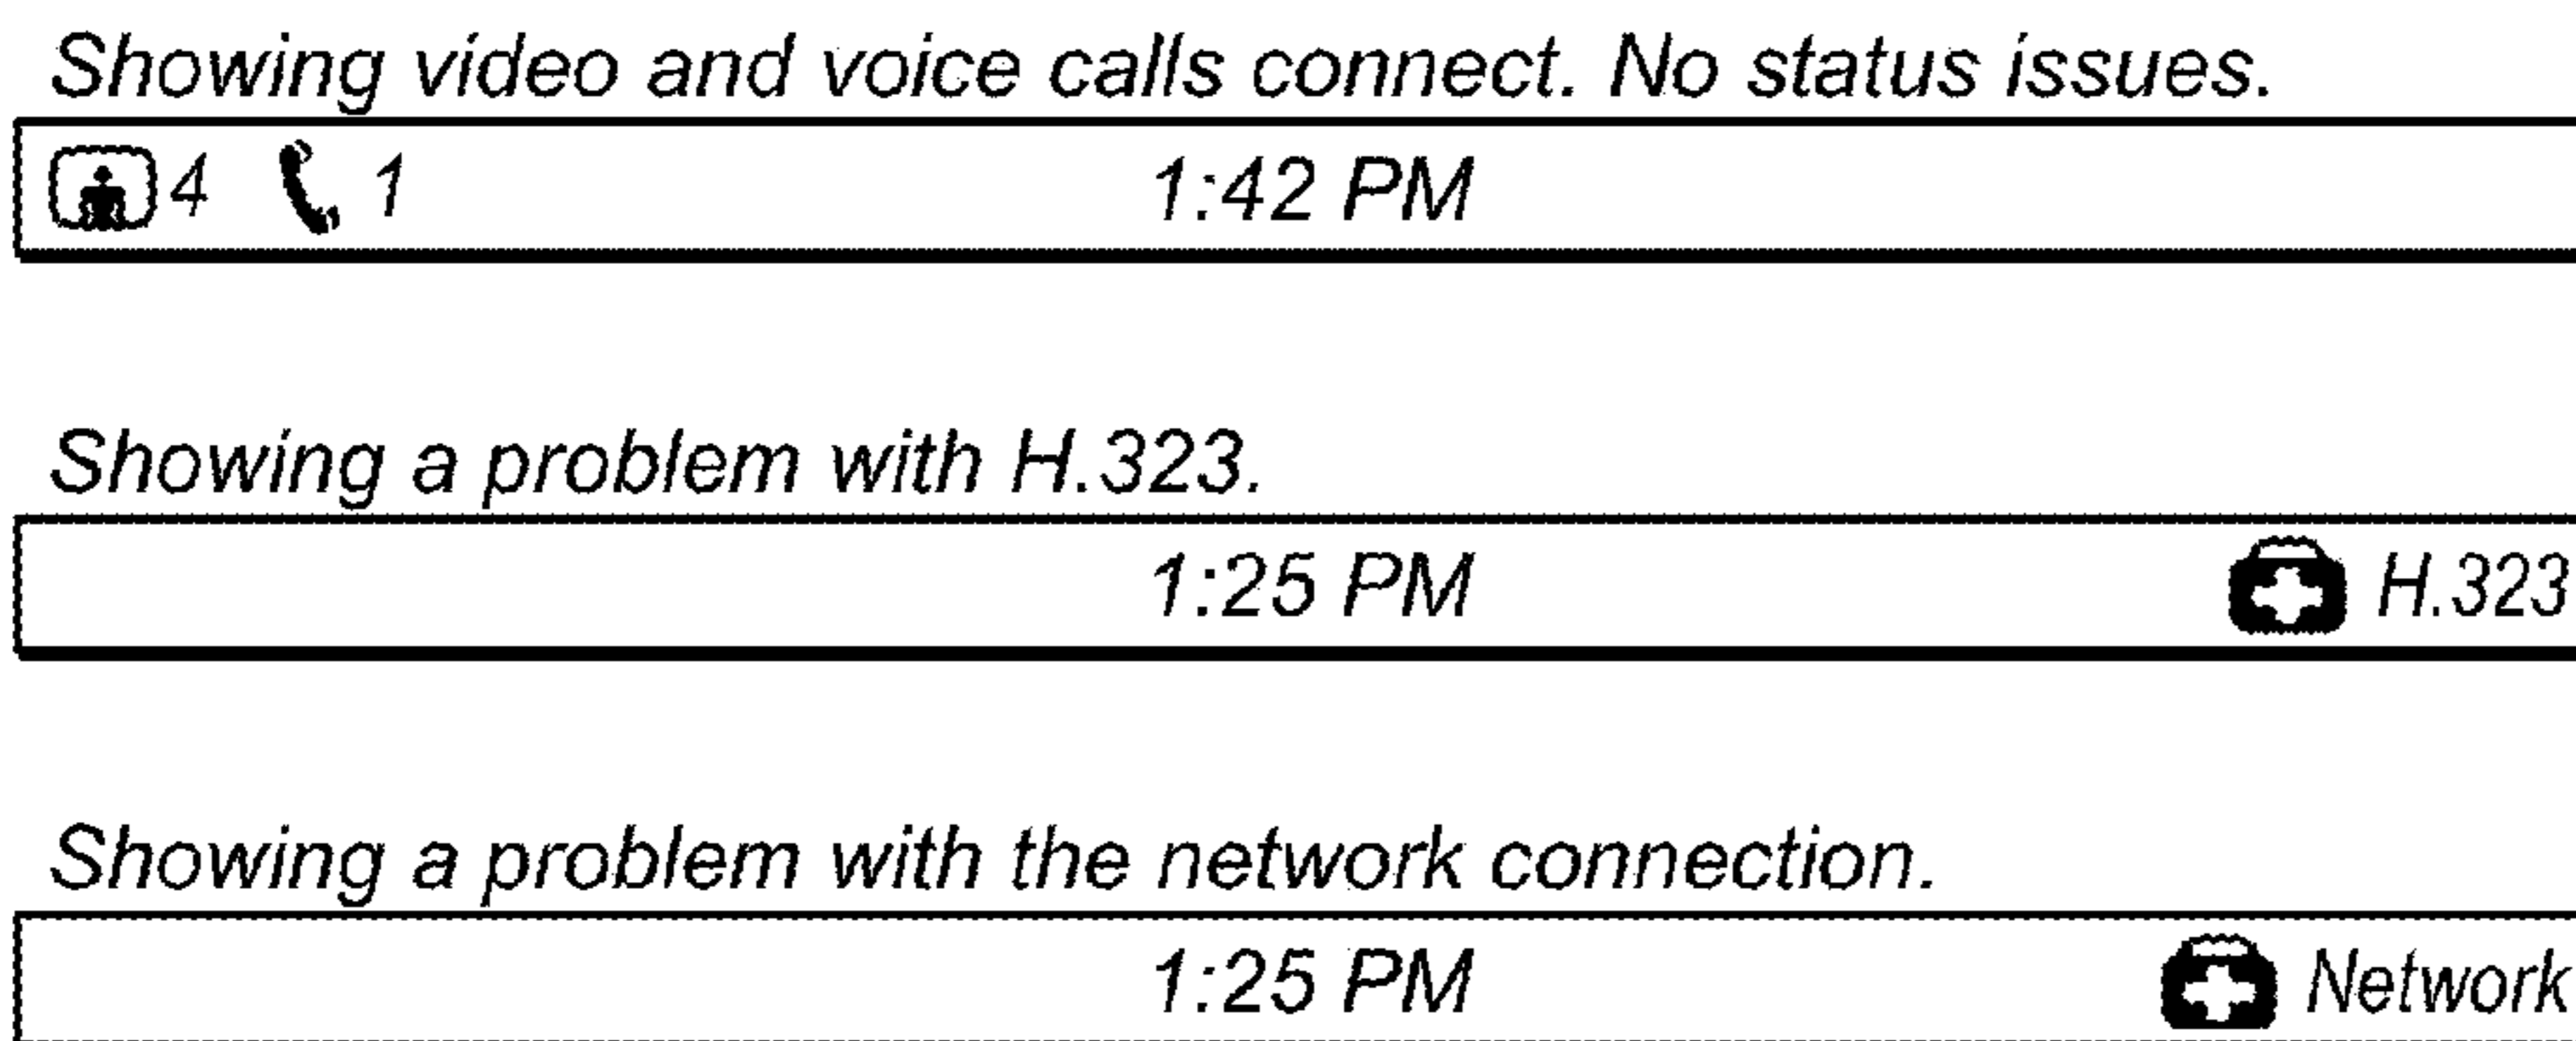 Showing video and voice calls connect. No status issues.
4 1 1:42 PM
Showing a problem with H.323.
1:25 PM H.323
Showing a problem with the network connection.
1:25 PM Network